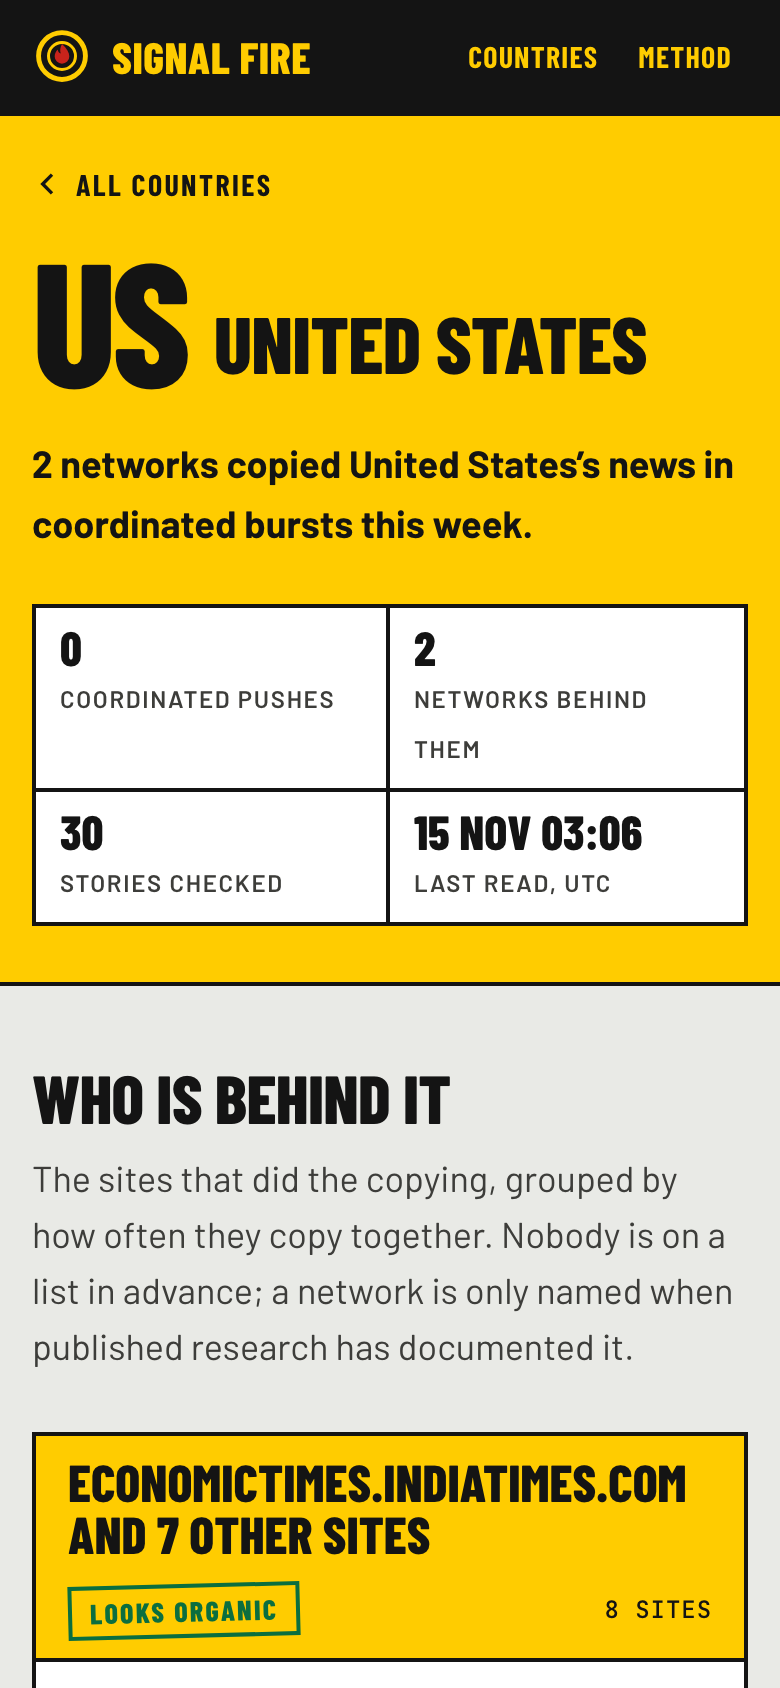 SIGNAL FIRE
COUNTRIES METHOD
ALL COUNTRIES
US UNITED STATES
2 networks copied United States’s news in
coordinated bursts this week.
0
COORDINATED PUSHES
2
NETWORKS BEHIND
THEM
30
STORIES CHECKED
15 NOV 03:06
LAST READ, UTC
WHO IS BEHIND IT
The sites that did the copying, grouped by
how often they copy together. Nobody is on a
list in advance; a network is only named when
published research has documented it.
ECONOMICTIMES.INDIATIMES.COM
AND 7 OTHER SITES
LOOKS ORGANIC
8 SITES